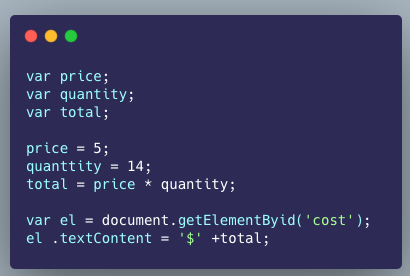 var price;
var quantity;
var total;
price = 5;
quanttity = 14;
total = price * quantity;
var el = document.getElementByid('cost');
el .textContent = '$' +total;